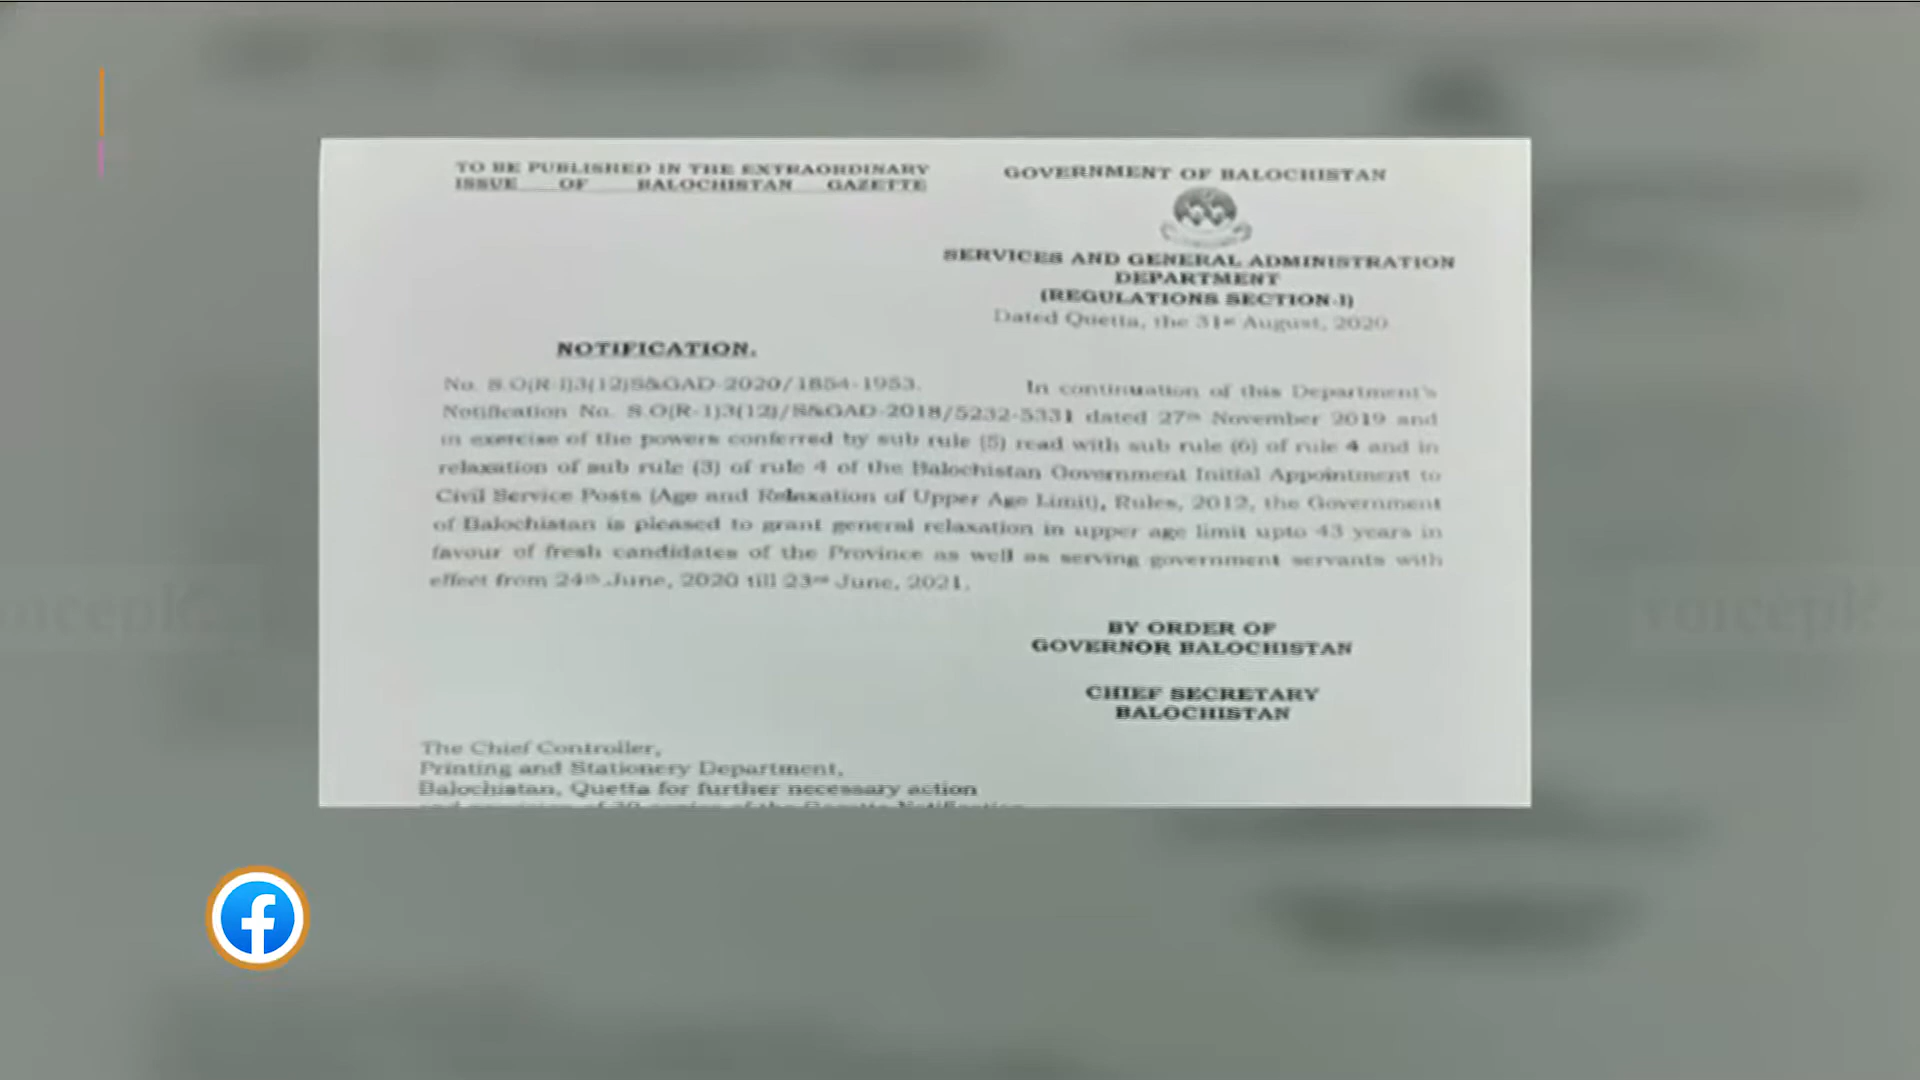 TO BE PUBLISHED IN THE EXTRAORDINARY
ISSUE OF BALOCHISTAN GAZETTE
GOVERNMENT OF BALOCHISTAN
SERVICES AND GENERAL ADMINISTRATION
DEPARTMENT
(REGULATIONS SECTION-I)
Dated Quetta, the 31st August, 2020
NOTIFICATION.
No. S.O(R-I)3(12)S&GAD-2020/1854-1953. In continuation of this Department's
Notification No. S.O(R-1)3(12)/S&GAD-2018/5232-5331 dated 27th November 2019 and
in exercise of the powers conferred by sub rule (5) read with sub rule (6) of rule 4 and in
relaxation of sub rule (3) of rule 4 of the Balochistan Government Initial Appointment to
Civil Service Posts (Age and Relaxation of Upper Age Limit), Rules, 2012, the Government
of Balochistan is pleased to grant general relaxation in upper age limit upto 43 years in
favour of fresh candidates of the Province as well as serving government servants with
effect from 24th June, 2020 till 23rd June, 2021.
BY ORDER OF
GOVERNOR BALOCHISTAN
CHIEF SECRETARY
BALOCHISTAN
The Chief Controller,
Printing and Stationery Department,
Balochistan, Quetta for further necessary action
voicepk